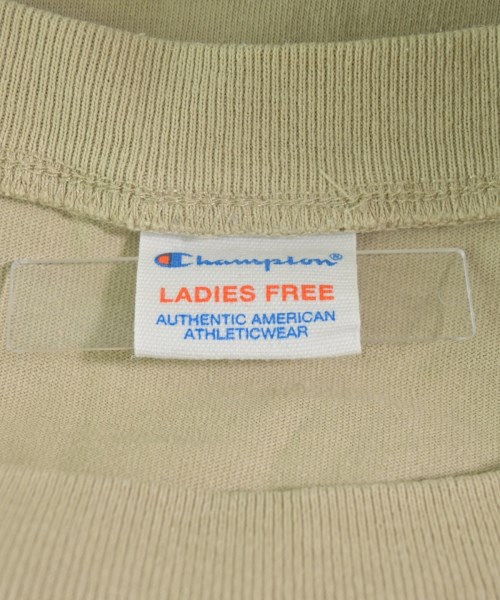 Champion®
LADIES FREE
AUTHENTIC AMERICAN
ATHLETICWEAR